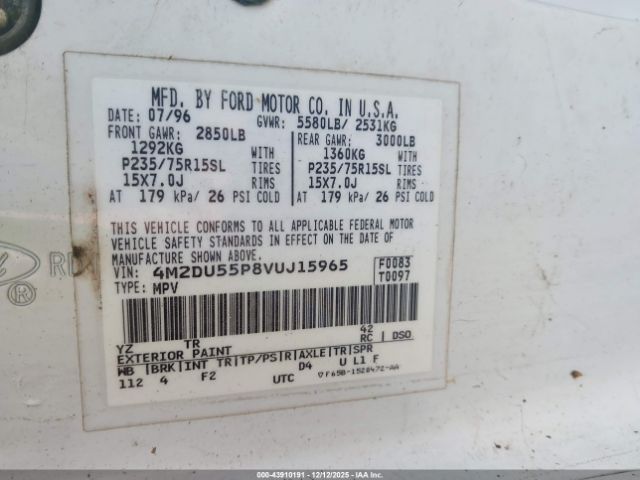 MFD. BY FORD MOTOR CO. IN U.S.A.
DATE: 07/96 GVWR: 5580LB/ 2531KG
FRONT GAWR: 2850LB REAR GAWR: 3000LB
1292KG WITH 1360KG WITH
P235/75R15SL TIRES P235/75R15SL TIRES
15X7.0J RIMS 15X7.0J RIMS
AT 179 kPa/ 26 PSI COLD AT 179 kPa/ 26 PSI COLD
THIS VEHICLE CONFORMS TO ALL APPLICABLE FEDERAL MOTOR
VEHICLE SAFETY STANDARDS IN EFFECT ON THE DATE OF
MANUFACTURE SHOWN ABOVE.
VIN: 4M2DU55P8VUJ15965 F0083
TYPE: MPV T0097
YZ TR 42
EXTERIOR PAINT RC | DSO
WB |BRK|INT TR|TP/PS|R|AXLE|TR|SPR
112 4 F2 UTC D4 U L1 F
▽F65B-1520472-AA
®
000-43910191 - 12/12/2025 - COPART USA